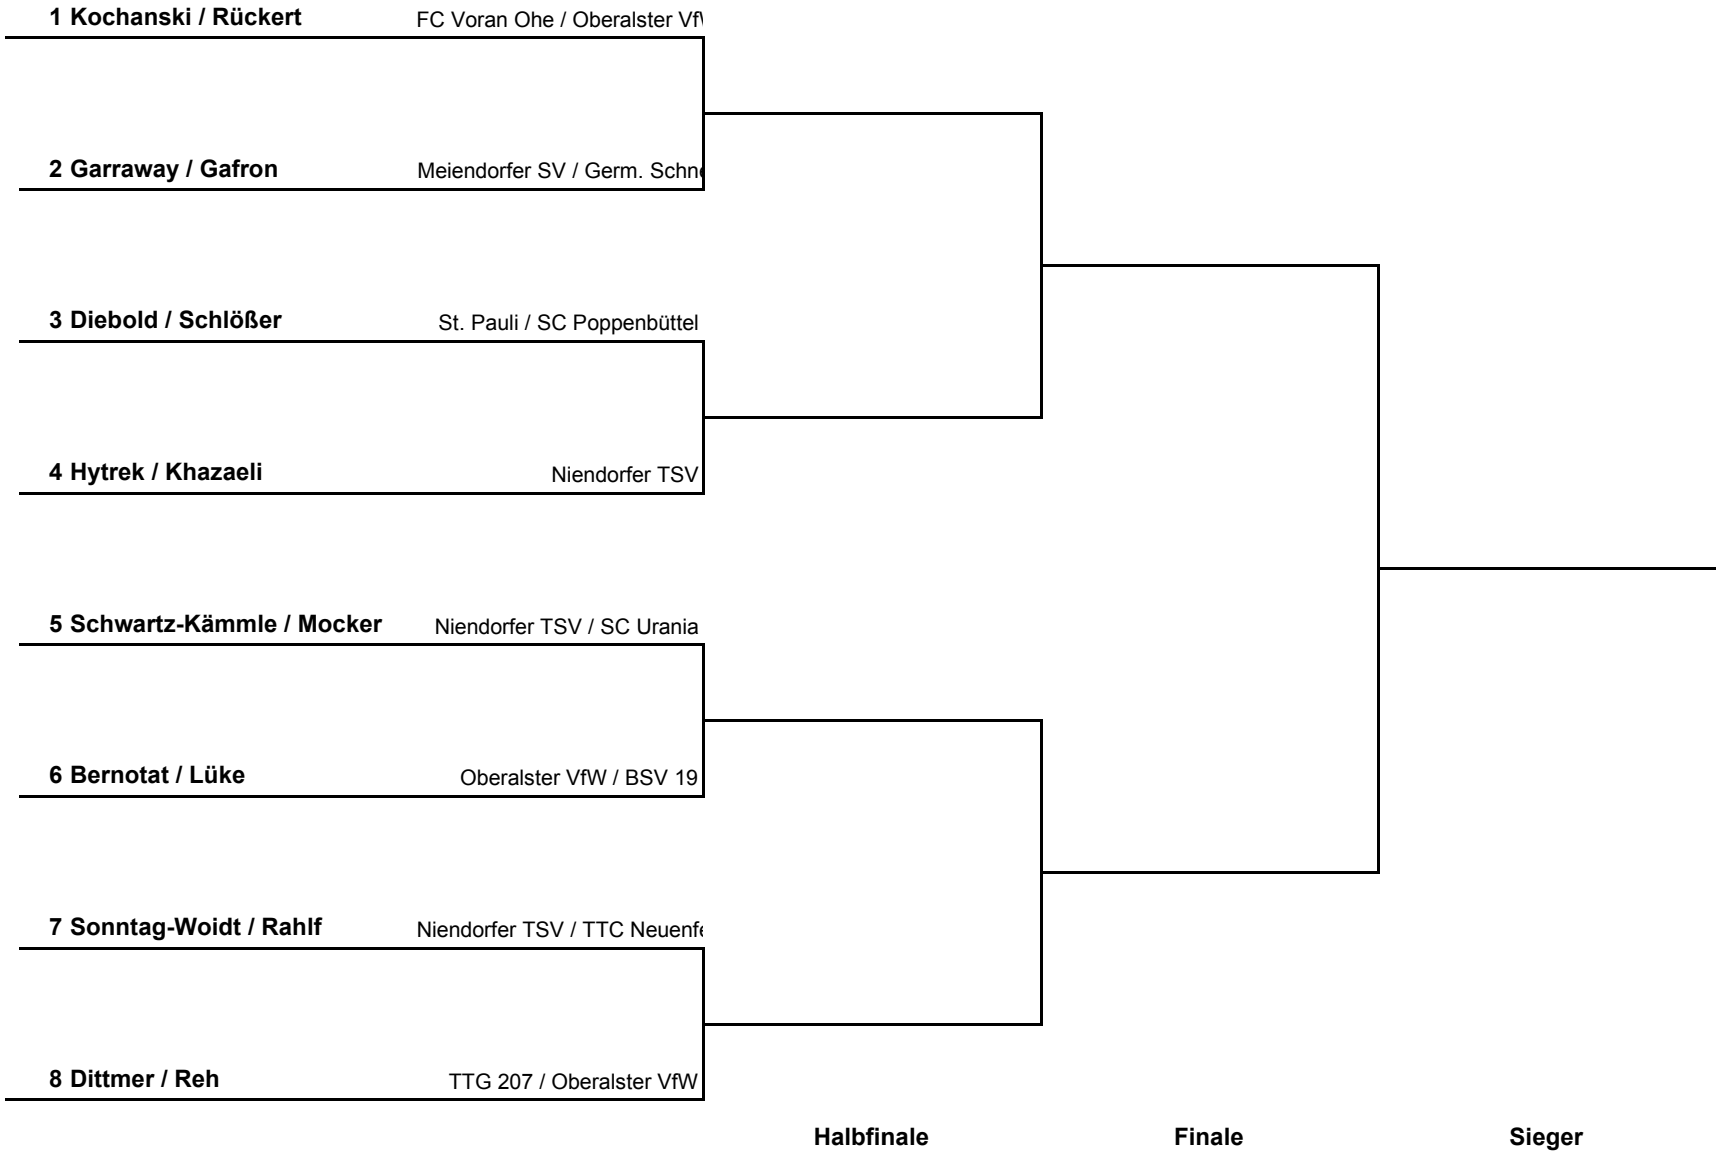 1 Kochanski / Rückert FC Voran Ohe / Oberalster
2 Garraway / Gafron Meiendorfer SV / Germ.
3 Diebold / Schlößer St. Pauli / SC Poppenbüttel
4 Hytrek / Khazaeli Niendorfer TSV
5 Schwartz-Kämmle / Mocker Niendorfer TSV / SC Urania
6 Bernotat / Lüke Oberalster VfW / BSV 19
7 Sonntag-Woidt / Rahlf Niendorfer TSV / TTC
8 Dittmer / Reh TTG 207 / Oberalster VfW
Halbfinale Finale Sieger